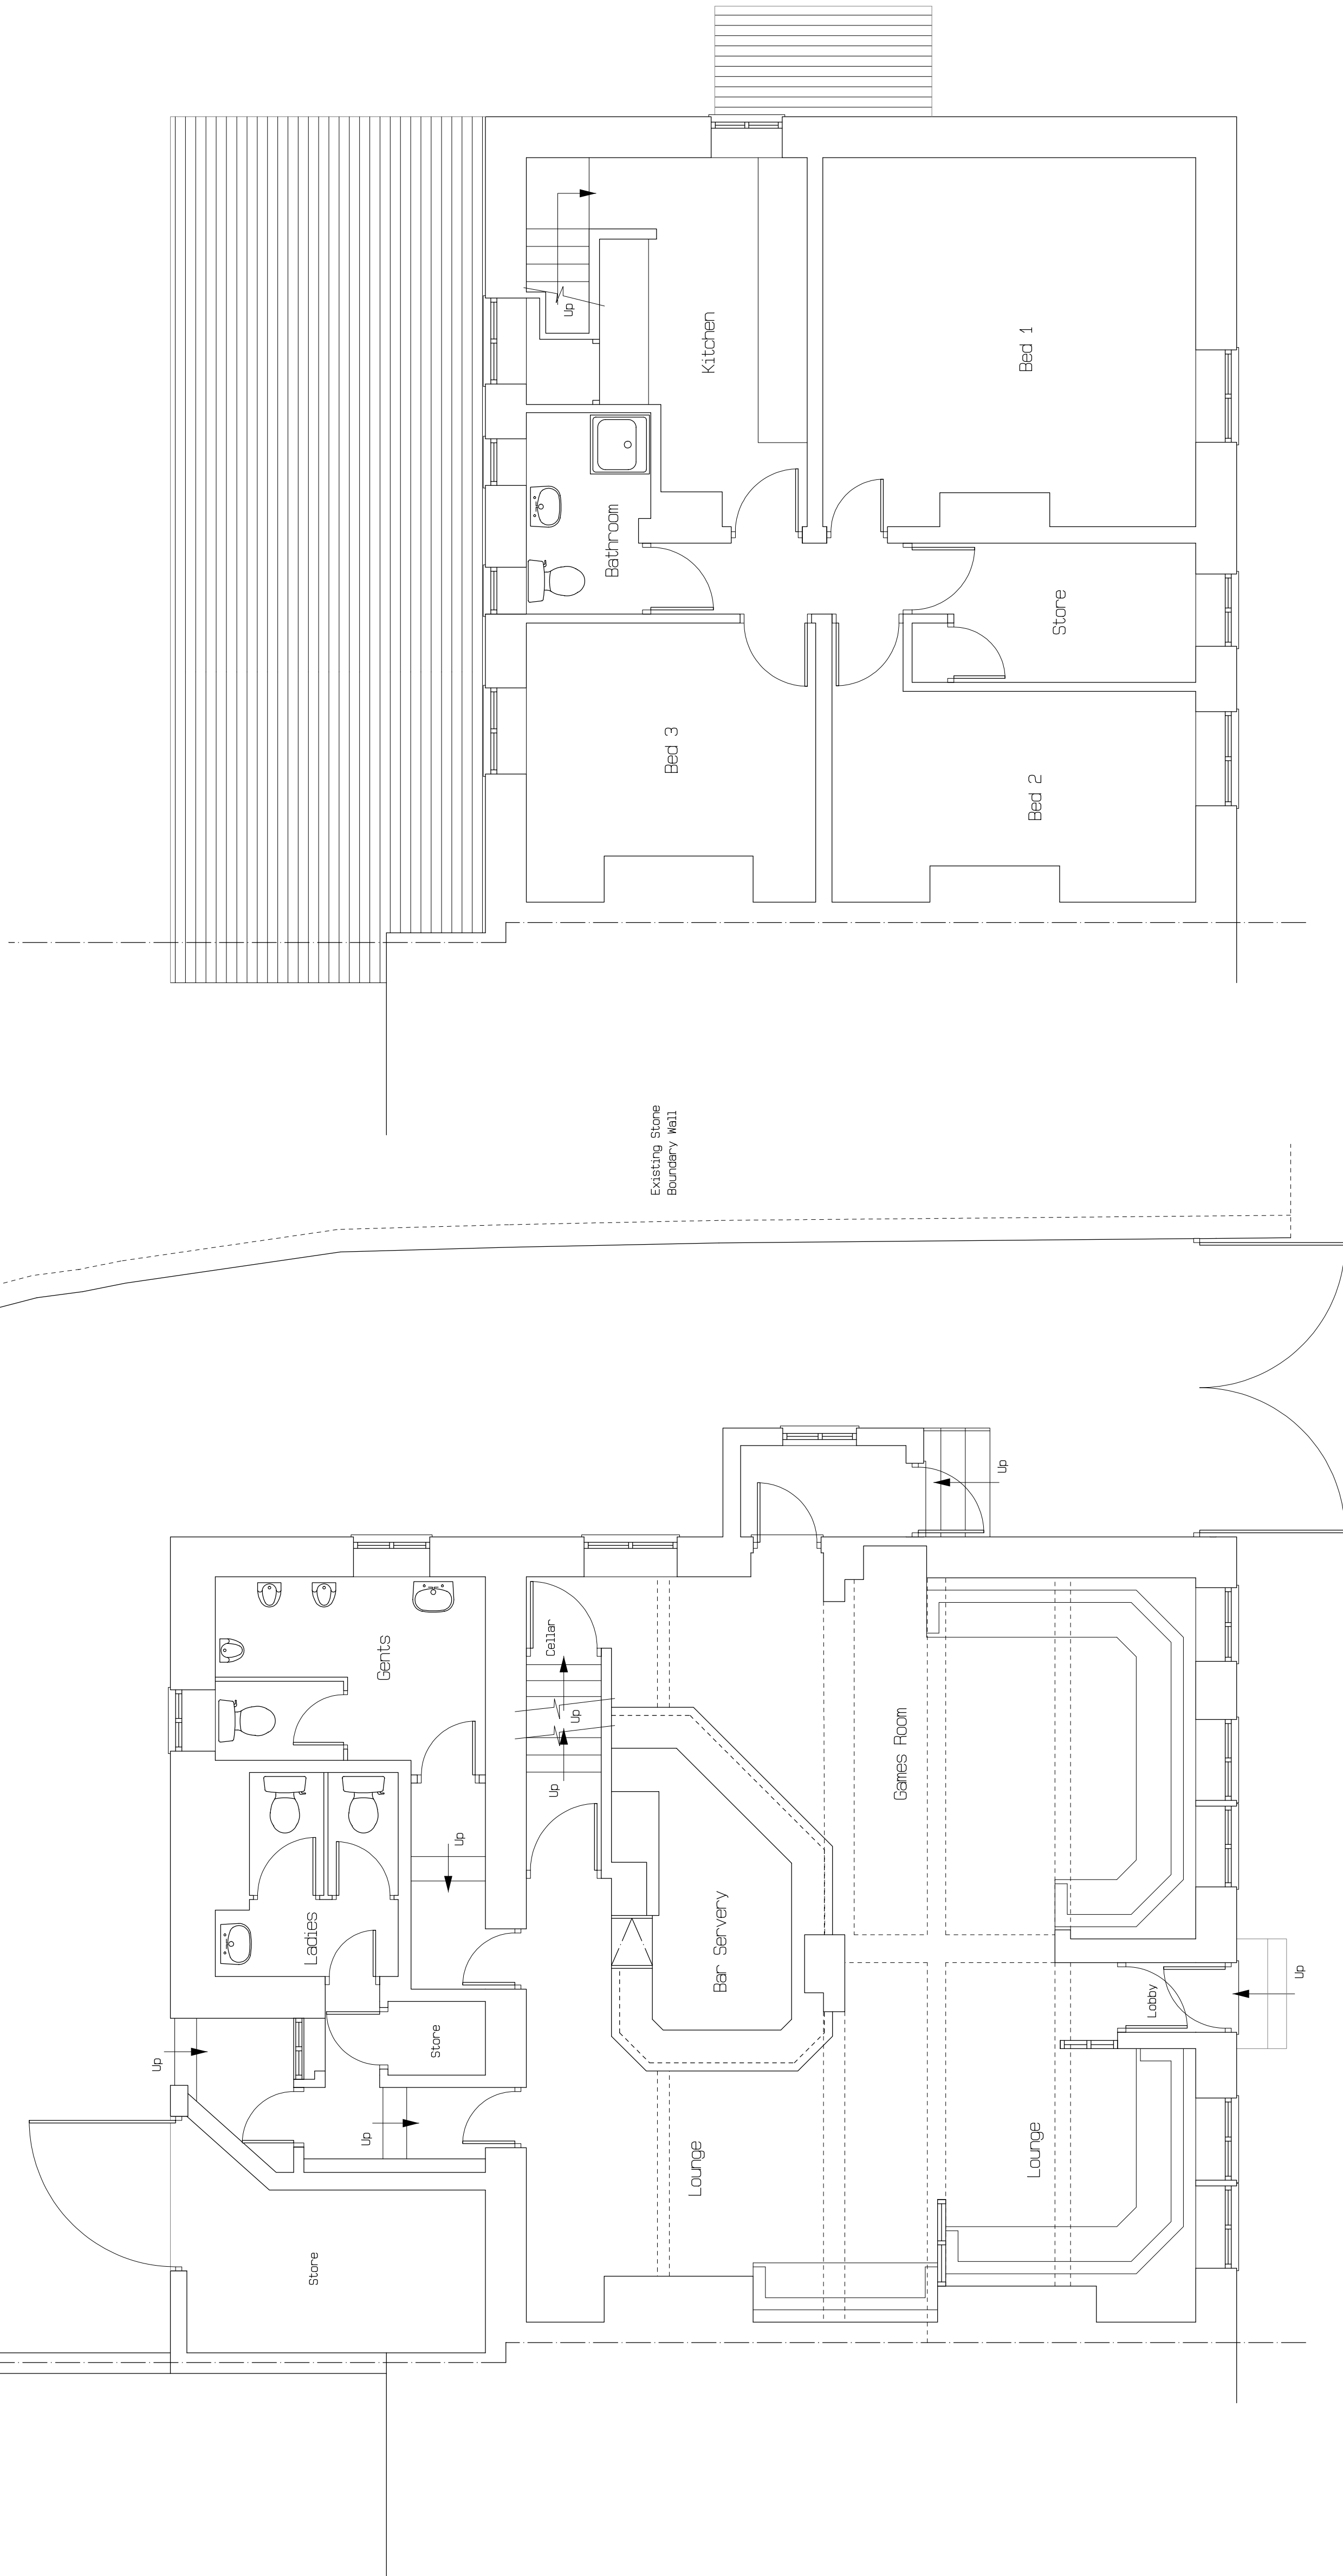 Up
Kitchen
Bed 1
Bathroom
Store
Bed 3
Bed 2
Existing Stone
Boundary Wall
Up
Gents
Cellar
Up
Games Room
Up
Up
Ladies
Bar Servery
Lobby
Up
Up
Store
Up
Lounge
Lounge
Store